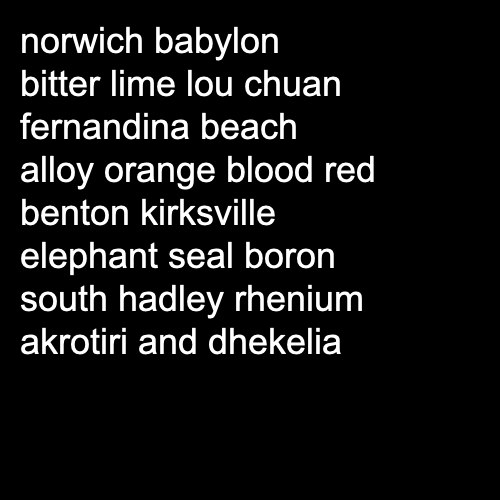 norwich babylon
bitter lime lou chuan
fernandina beach
alloy orange blood red
benton kirksville
elephant seal boron
south hadley rhenium
akrotiri and dhekelia